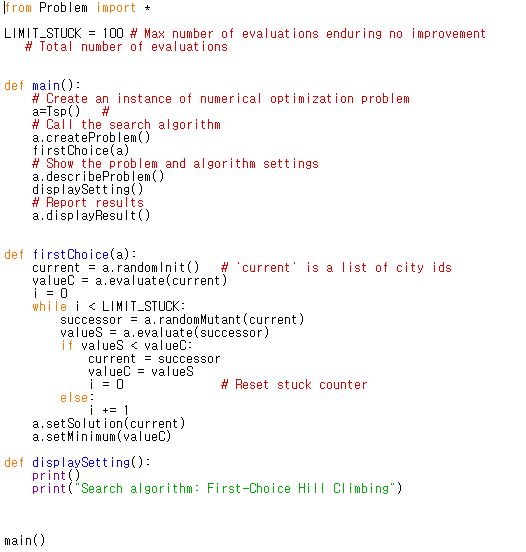 from Problem import *
LIMIT_STUCK = 100 # Max number of evaluations enduring no improvement
# Total number of evaluations
def main():
# Create an instance of numerical optimization problem
a=Tsp() #
# Call the search algorithm
a.createProblem()
firstChoice(a)
# Show the problem and algorithm settings
a.describeProblem()
displaySetting()
# Report results
a.displayResult()
def firstChoice(a):
current = a.randomInit() # 'current' is a list of city ids
valueC = a.evaluate(current)
i = 0
while i < LIMIT_STUCK:
successor = a.randomMutant(current)
valueS = a.evaluate(successor)
if valueS < valueC:
current = successor
valueC = valueS
i = 0 # Reset stuck counter
else:
i += 1
a.setSolution(current)
a.setMinimum(valueC)
def displaySetting():
print()
print("Search algorithm: First-Choice Hill Climbing")
main()